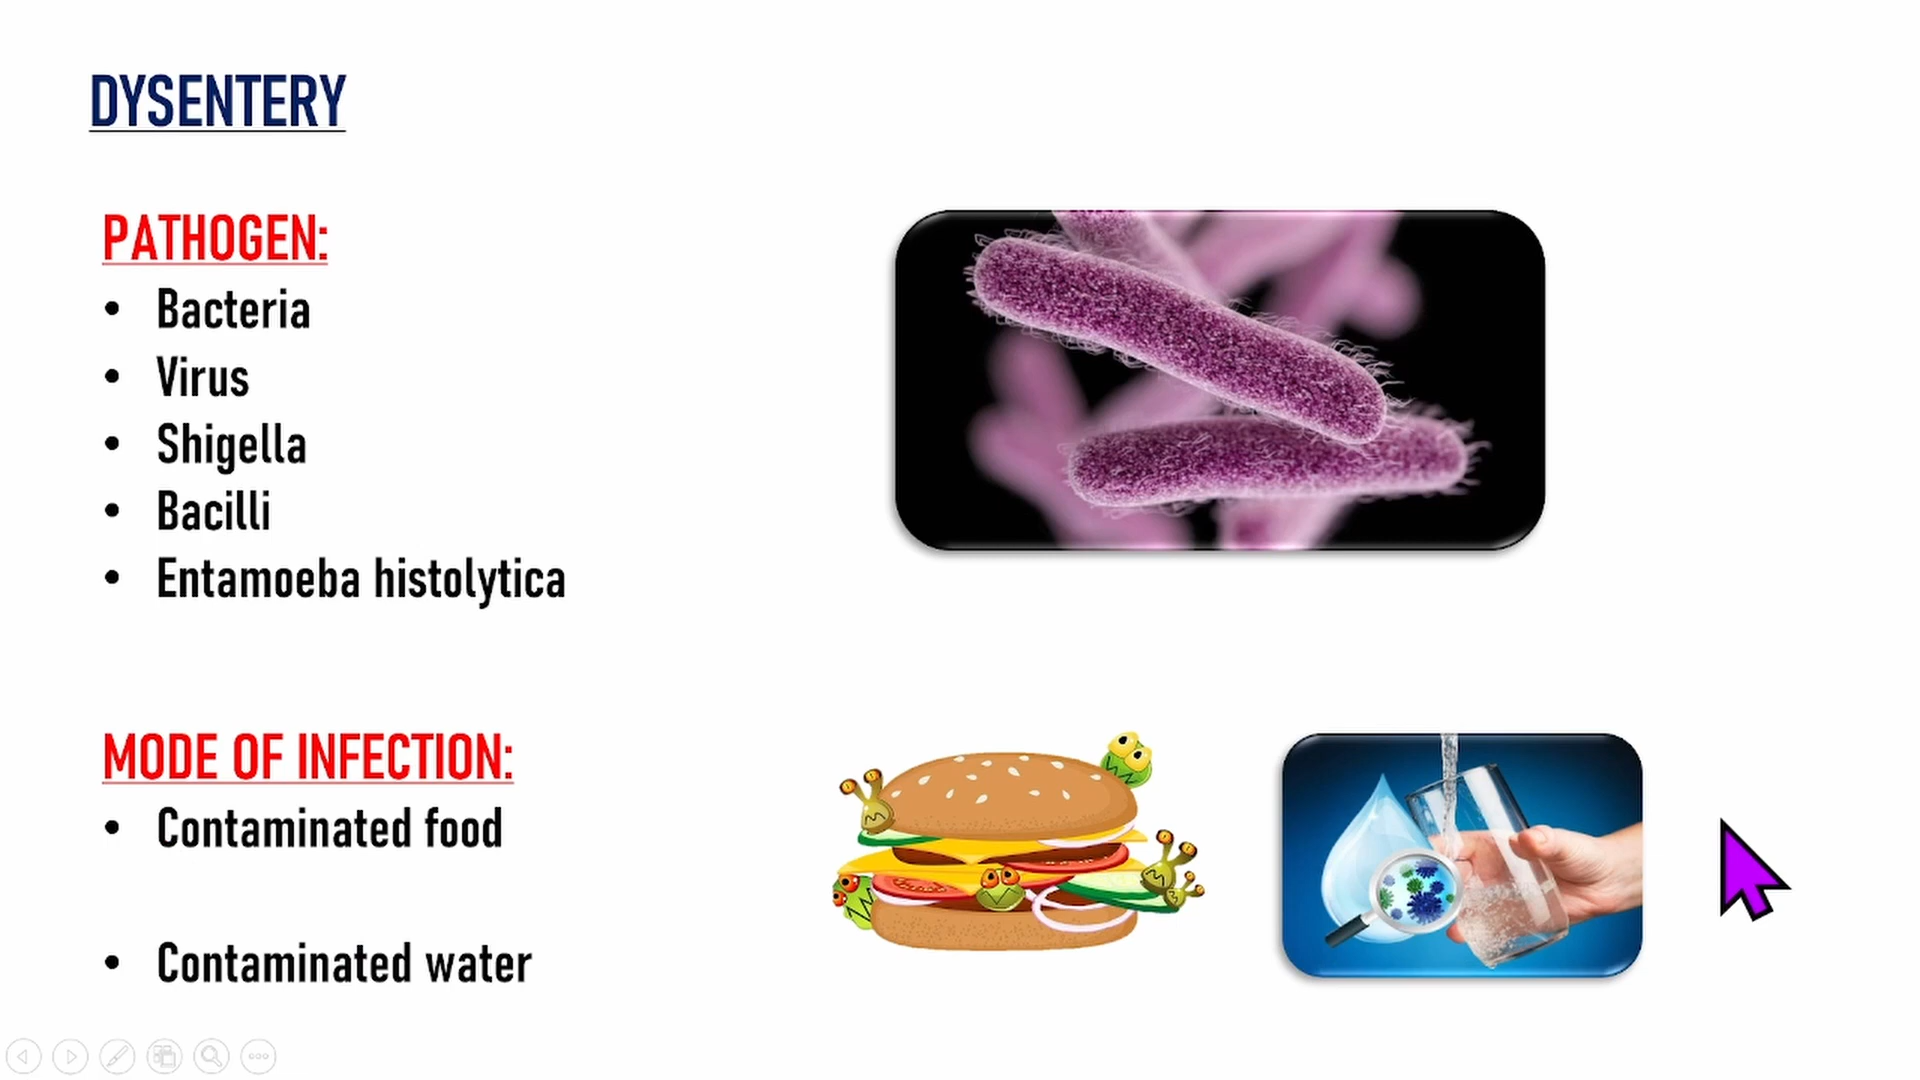 DYSENTERY
PATHOGEN:
• Bacteria
• Virus
• Shigella
• Bacilli
• Entamoeba histolytica
MODE OF INFECTION:
• Contaminated food
• Contaminated water